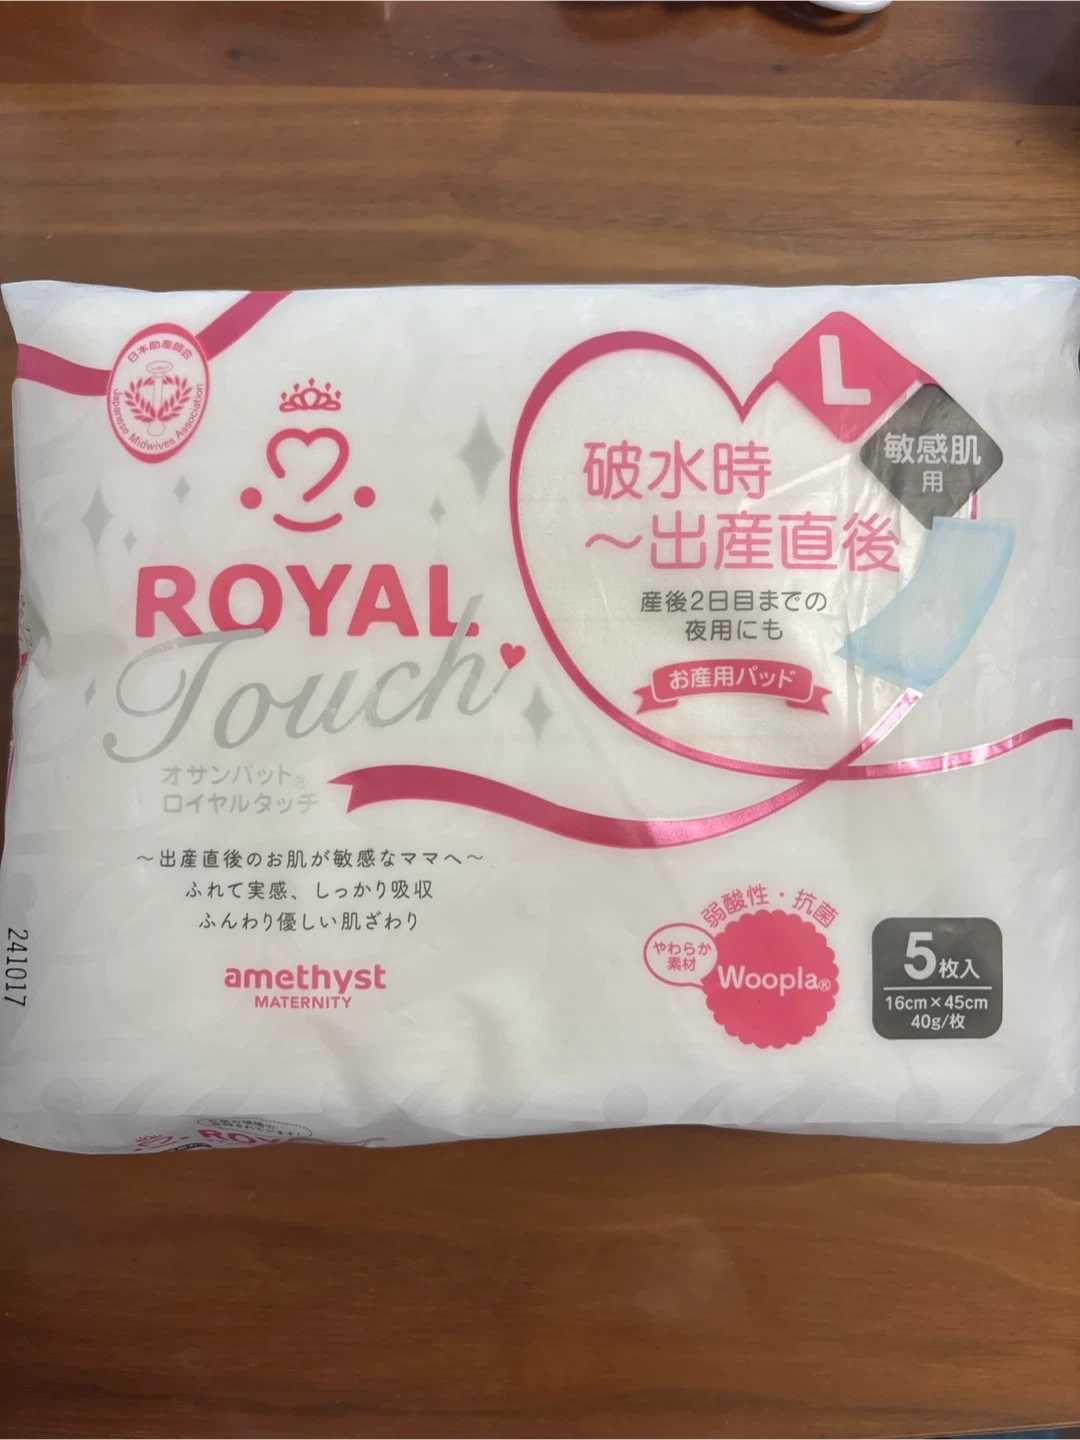 日本助産師会
Japanese Midwives Association
L
敏感肌
用
破水時
～出産直後
産後2日目までの
夜用にも
お産用パッド
ROYAL
Touch
オサンパット®
ロイヤルタッチ
～出産直後のお肌が敏感なママへ～
ふれて実感、しっかり吸収
ふんわり優しい肌ざわり
amethyst
MATERNITY
弱酸性・抗菌
やわらか
素材
Woopla®
5枚入
16cm×45cm
40g/枚
241017
ROYAL